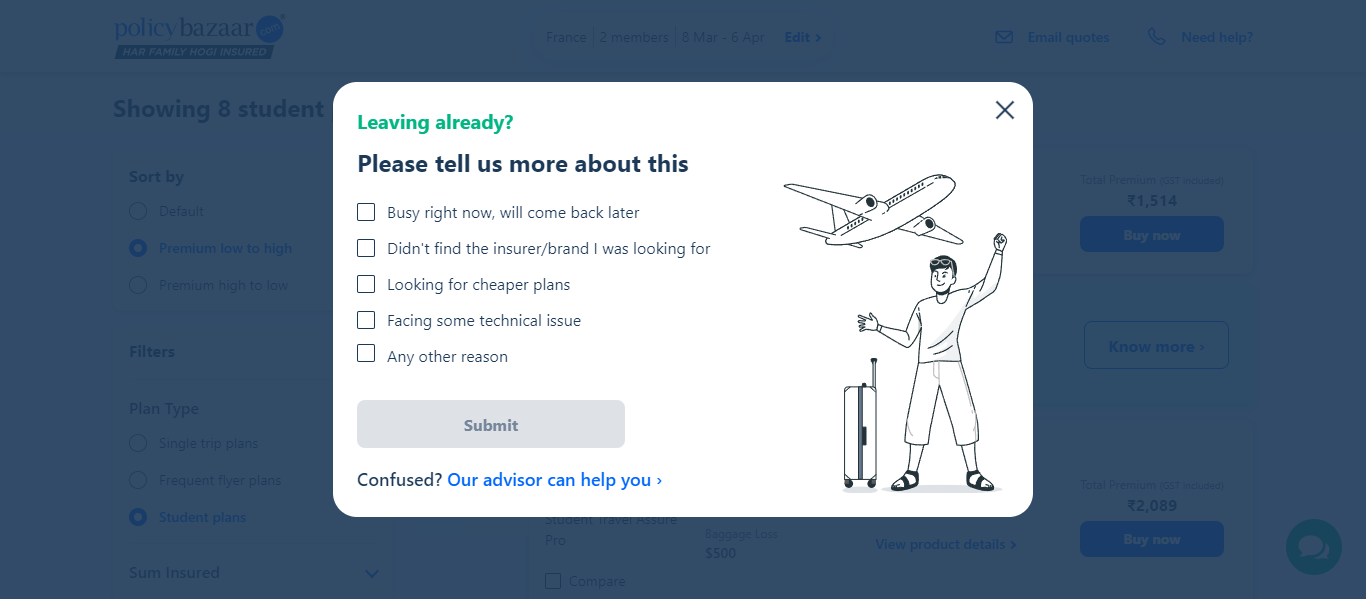 policybazaar.com
HAR FAMILY HOGI INSURED
France 2 members 8 Mar - 6 Apr Edit ›
Email quotes
Need help?
Showing 8 student
Leaving already?
Please tell us more about this
Busy right now, will come back later
Didn't find the insurer/brand I was looking for
Looking for cheaper plans
Facing some technical issue
Any other reason
Submit
Confused? Our advisor can help you ›
Sort by
Default
Premium low to high
Premium high to low
Filters
Plan Type
Single trip plans
Frequent flyer plans
Student plans
Sum Insured
Total Premium (GST included)
₹1,514
Buy now
Know more ›
Total Premium (GST included)
₹2,089
Buy now
Student Travel Assure
Pro
Baggage Loss
$500
View product details ›
Compare